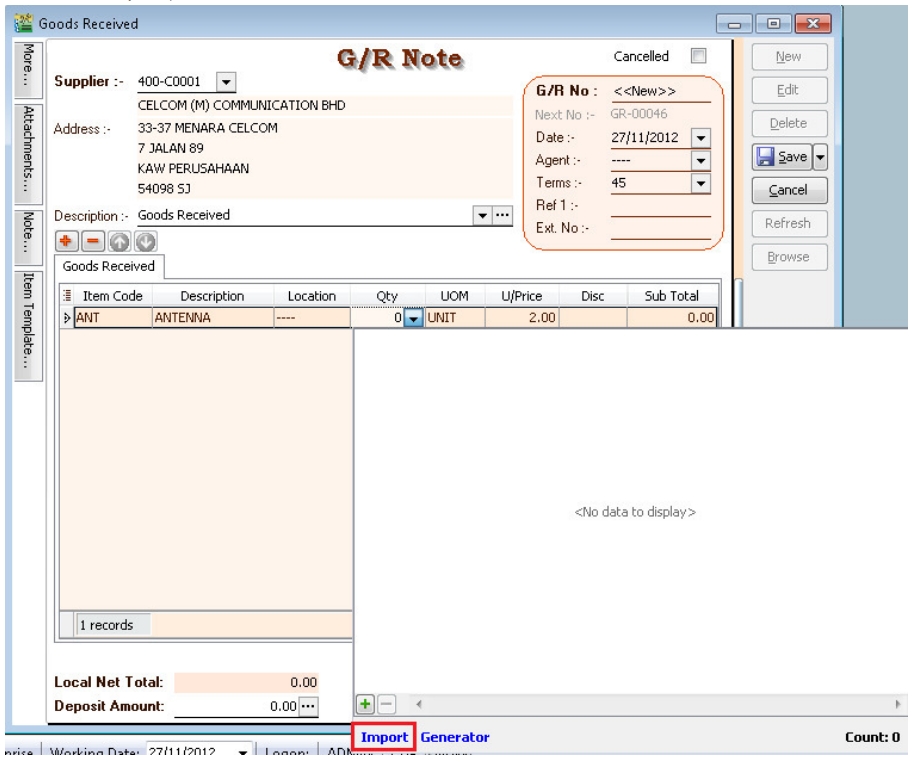 Goods Received
More...
Attachments...
Note...
Item Template...
G/R Note
Cancelled
Supplier :- 400-C0001
CELCOM (M) COMMUNICATION BHD
Address :- 33-37 MENARA CELCOM
7 JALAN 89
KAW PERUSAHAAN
54098 SJ
Description :- Goods Received
G/R No : <<New>>
Next No :- GR-00046
Date :- 27/11/2012
Agent :- ----
Terms :- 45
Ref 1 :-
Ext. No :-
New
Edit
Delete
Save
Cancel
Refresh
Browse
Goods Received
Item Code Description Location Qty UOM U/Price Disc Sub Total
ANT ANTENNA ---- 0 UNIT 2.00 0.00
<No data to display>
1 records
Local Net Total: 0.00
Deposit Amount: 0.00
Import Generator Count: 0
Working Date: 27/11/2012 Logon: